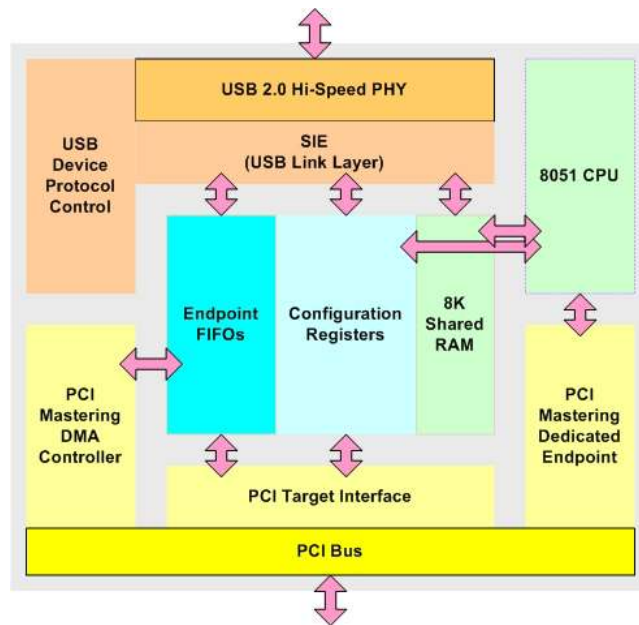 USB 2.0 Hi-Speed PHY
SIE
(USB Link Layer)
USB
Device
Protocol
Control
8051 CPU
Endpoint
FIFOs
Configuration
Registers
8K
Shared
RAM
PCI
Mastering
DMA
Controller
PCI
Mastering
Dedicated
Endpoint
PCI Target Interface
PCI Bus